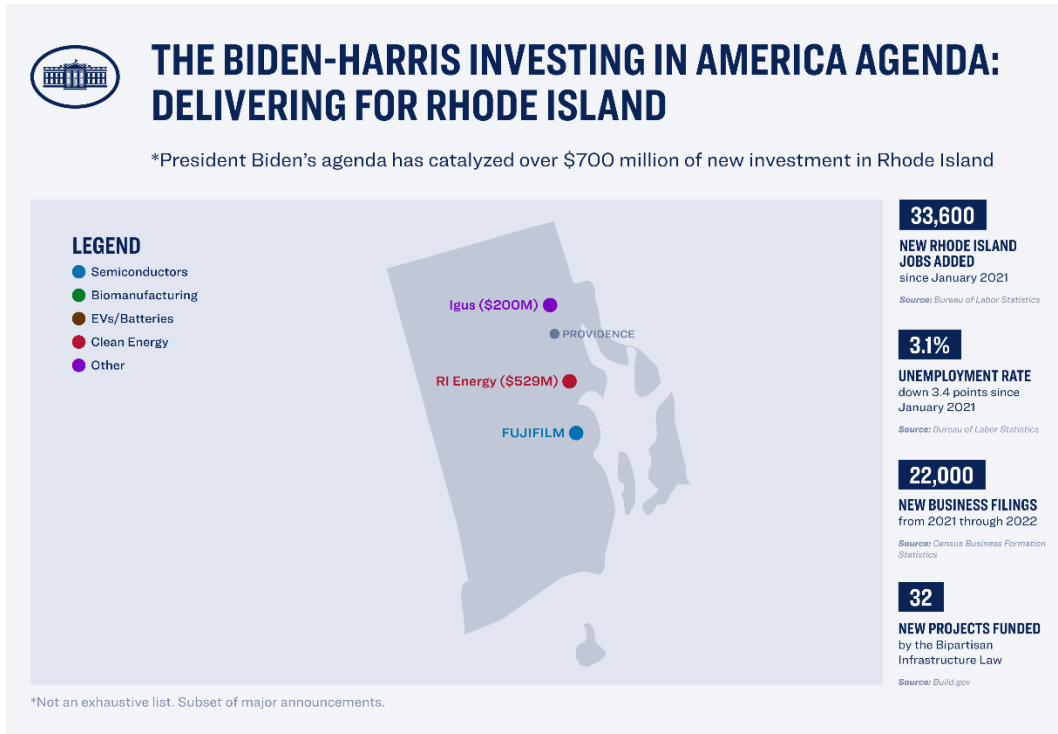 THE BIDEN-HARRIS INVESTING IN AMERICA AGENDA:
DELIVERING FOR RHODE ISLAND
*President Biden's agenda has catalyzed over $700 million of new investment in Rhode Island
LEGEND
Semiconductors
Biomanufacturing
EVs/Batteries
Clean Energy
Other
Igus ($200M)
PROVIDENCE
RI Energy ($529M)
FUJIFILM
33,600
NEW RHODE ISLAND
JOBS ADDED
since January 2021
Source: Bureau of Labor Statistics
3.1%
UNEMPLOYMENT RATE
down 3.4 points since
January 2021
Source: Bureau of Labor Statistics
22,000
NEW BUSINESS FILINGS
from 2021 through 2022
Source: Census Business Formation
Statistics
32
NEW PROJECTS FUNDED
by the Bipartisan
Infrastructure Law
Source: Build.gov
*Not an exhaustive list. Subset of major announcements.